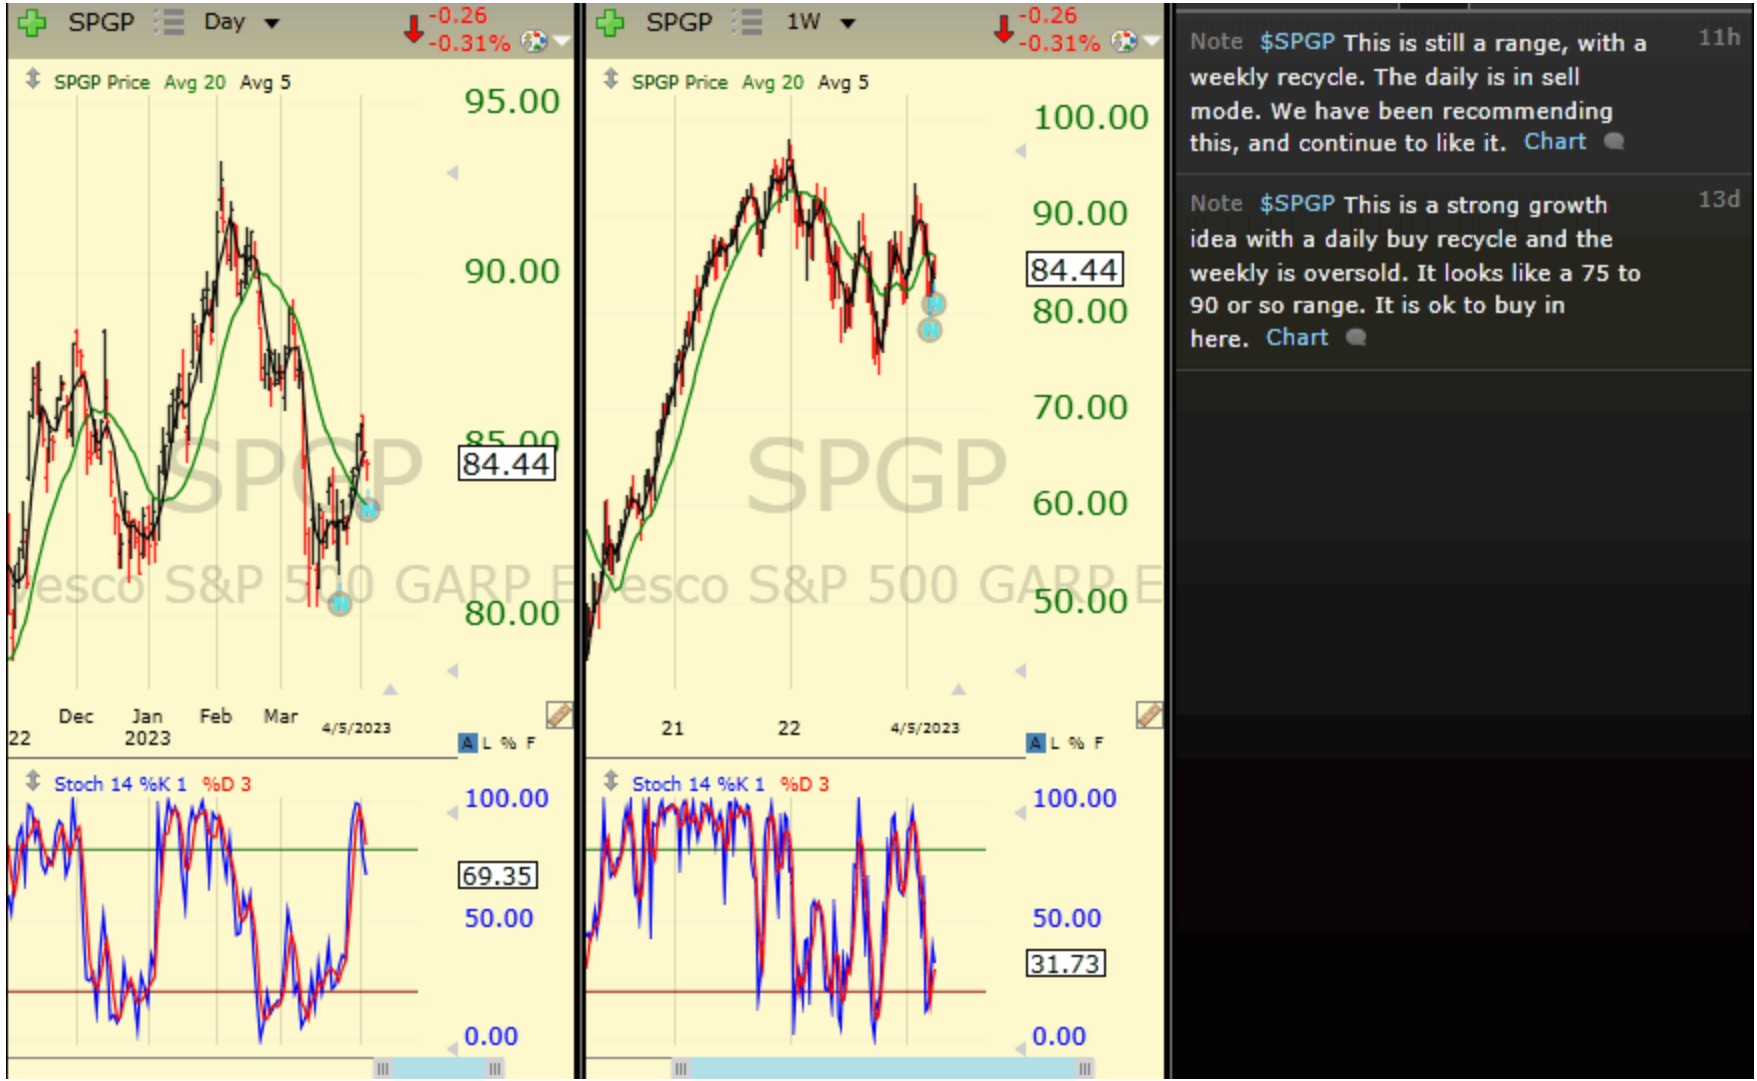 SPGP Day -0.26
-0.31%
SPGP Price Avg 20 Avg 5
95.00
90.00
85.00
84.44
80.00
SPGP
vesco S&P 500 GARP E
Dec Jan Feb Mar 4/5/2023
22 2023
A L % F
Stoch 14 %K 1 %D 3
100.00
69.35
50.00
0.00
SPGP 1W -0.26
-0.31%
SPGP Price Avg 20 Avg 5
100.00
90.00
84.44
80.00
70.00
60.00
50.00
SPGP
vesco S&P 500 GARP E
N
N
N
N
21 22 4/5/2023
A L % F
Stoch 14 %K 1 %D 3
100.00
50.00
31.73
0.00
Note $SPGP This is still a range, with a 11h
weekly recycle. The daily is in sell
mode. We have been recommending
this, and continue to like it. Chart
Note $SPGP This is a strong growth 13d
idea with a daily buy recycle and the
weekly is oversold. It looks like a 75 to
90 or so range. It is ok to buy in
here. Chart